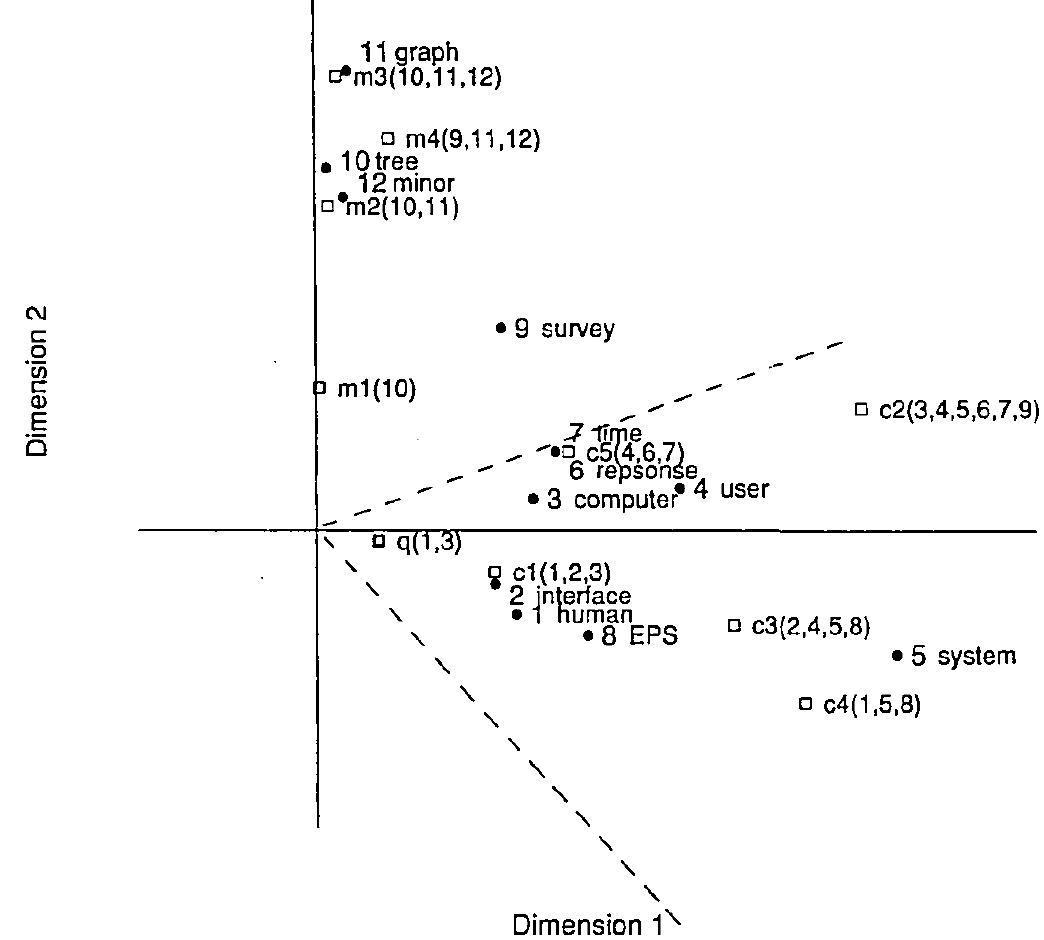 11 graph
m3(10,11,12)
m4(9,11,12)
10 tree
12 minor
m2(10,11)
Dimension 2
9 survey
m1(10)
c2(3,4,5,6,7,9)
7 time
c5(4,6,7)
6 repsonse
4 user
3 computer
q(1,3)
c1(1,2,3)
2 interface
1 human
8 EPS
c3(2,4,5,8)
5 system
c4(1,5,8)
Dimension 1